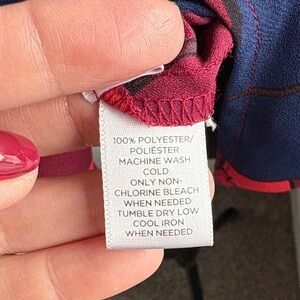 100% POLYESTER/
POLIÉSTER
MACHINE WASH
COLD
ONLY NON-
CHLORINE BLEACH
WHEN NEEDED
TUMBLE DRY LOW
COOL IRON
WHEN NEEDED